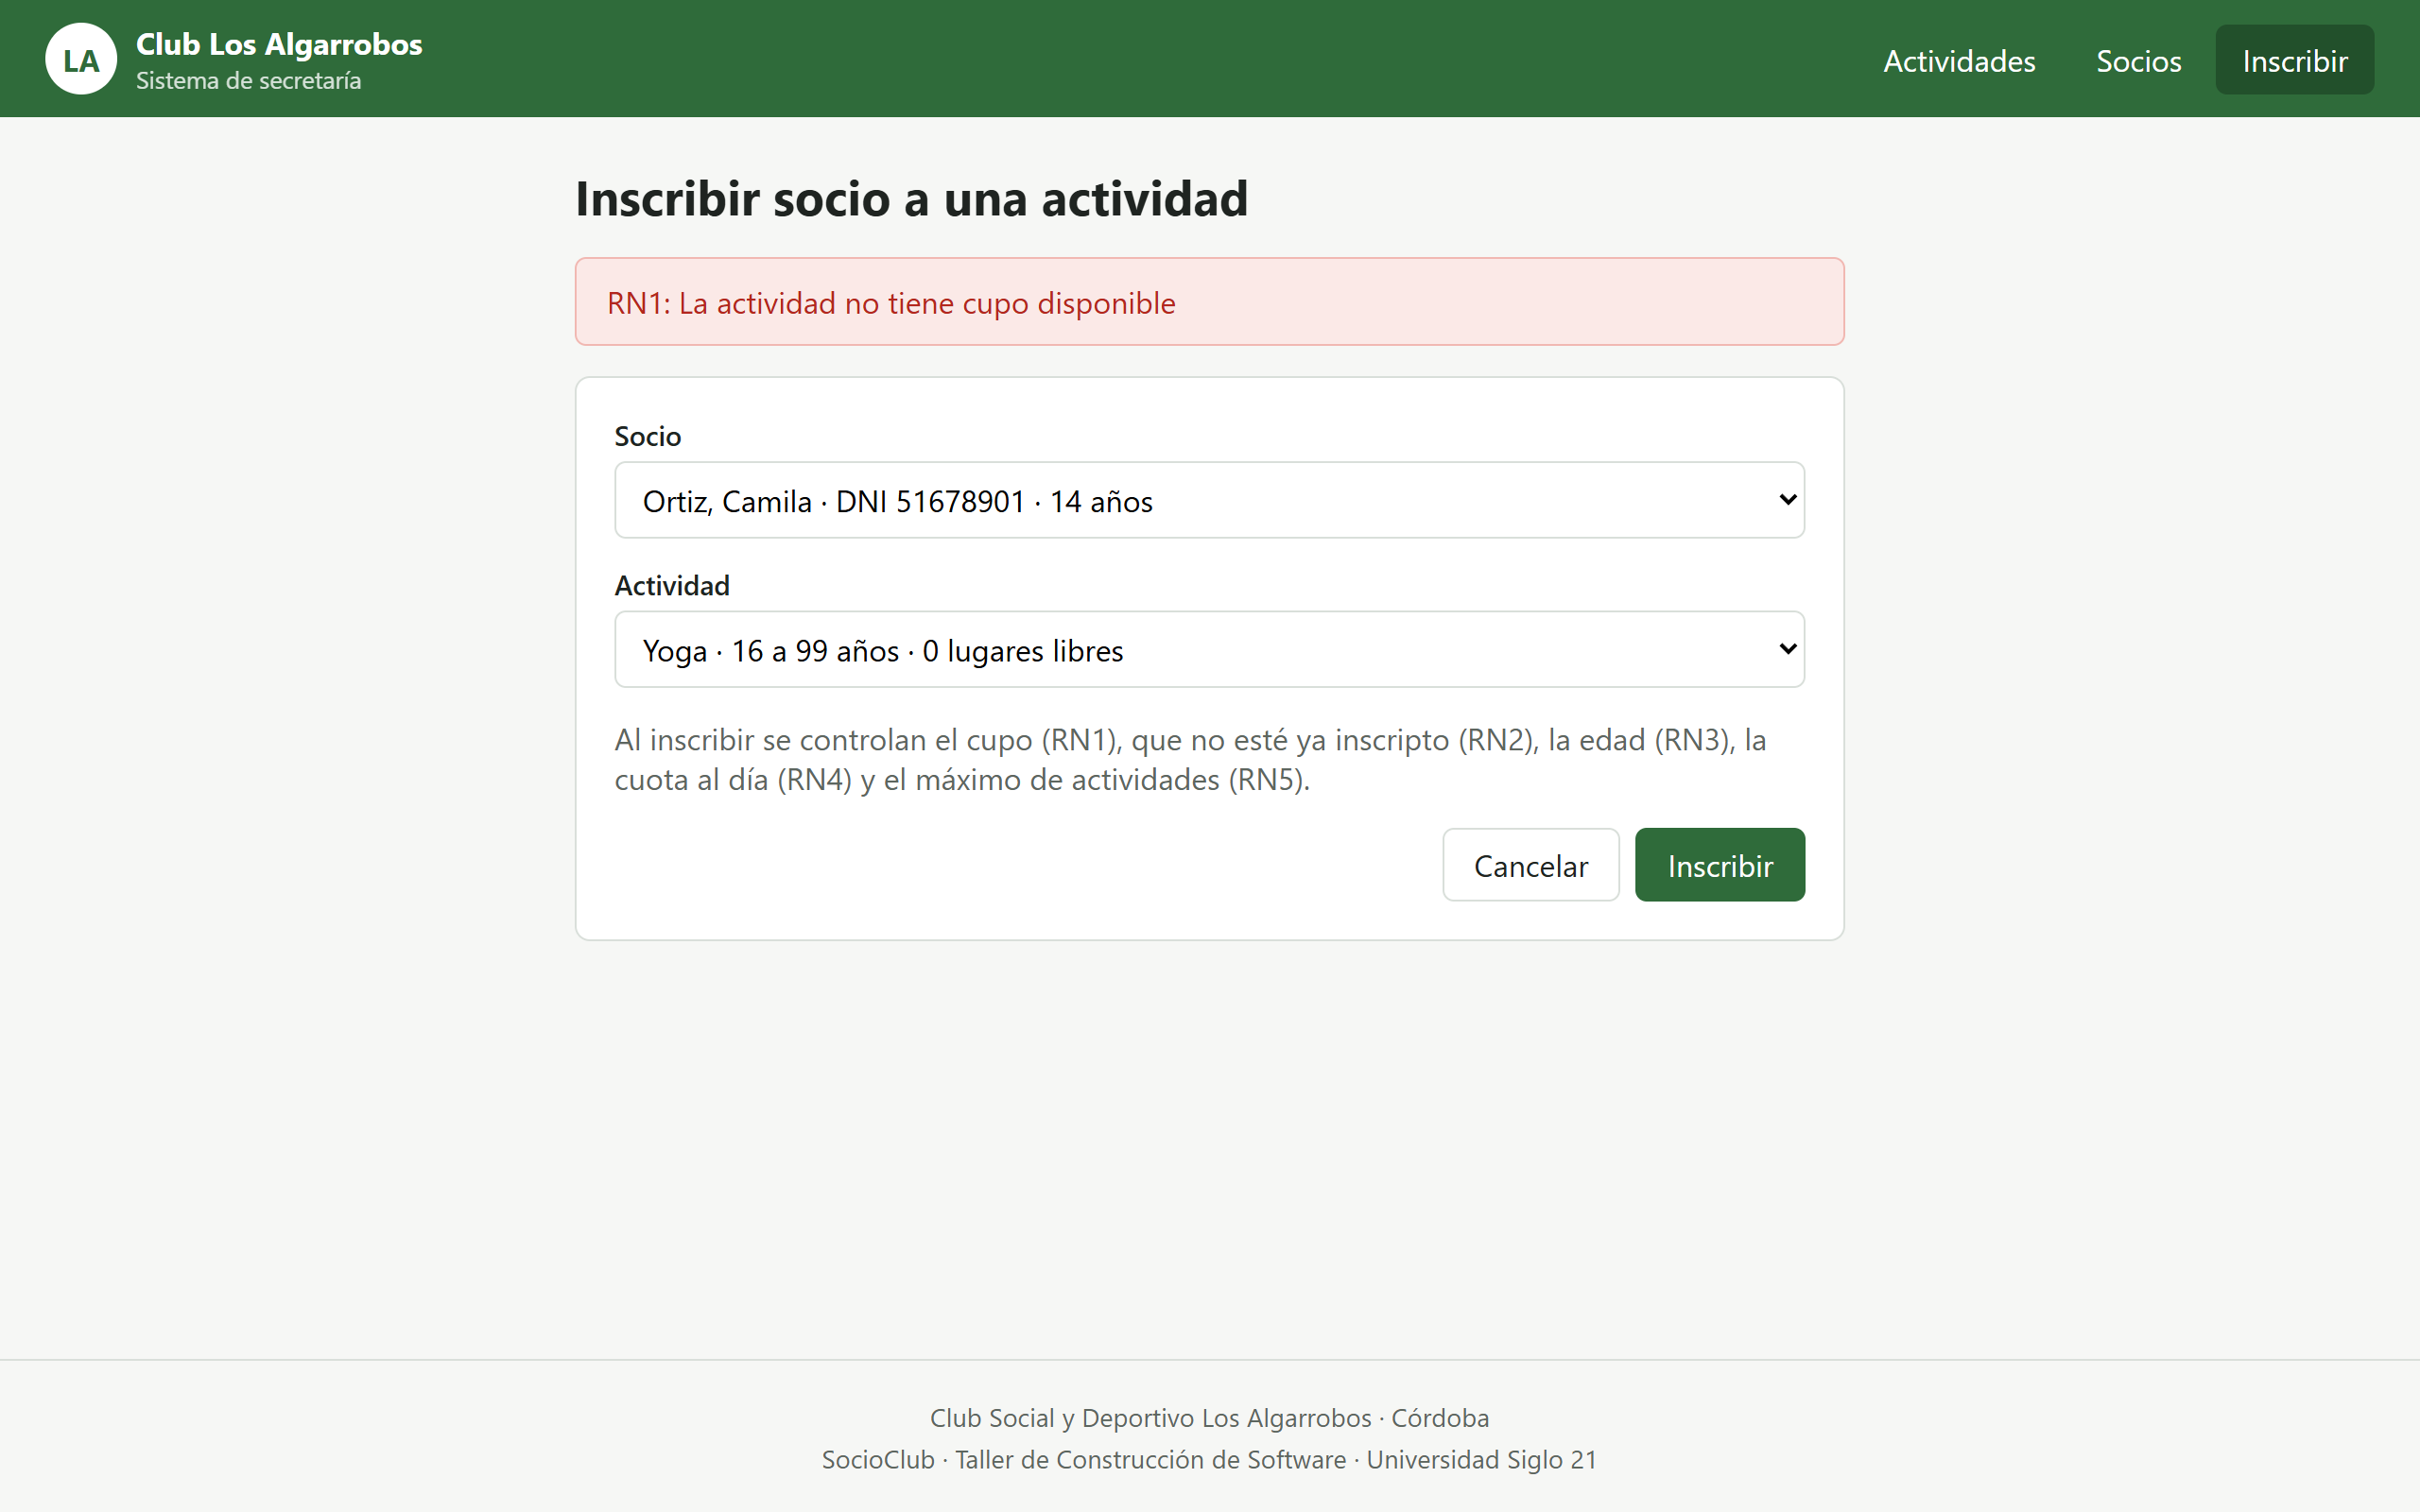 LA
Club Los Algarrobos
Sistema de secretaría
Actividades
Socios
Inscribir
Inscribir socio a una actividad
RN1: La actividad no tiene cupo disponible
Socio
Ortiz, Camila · DNI 51678901 · 14 años
Actividad
Yoga · 16 a 99 años · 0 lugares libres
Al inscribir se controlan el cupo (RN1), que no esté ya inscripto (RN2), la edad (RN3), la
cuota al día (RN4) y el máximo de actividades (RN5).
Cancelar
Inscribir
Club Social y Deportivo Los Algarrobos · Córdoba
SocioClub · Taller de Construcción de Software · Universidad Siglo 21